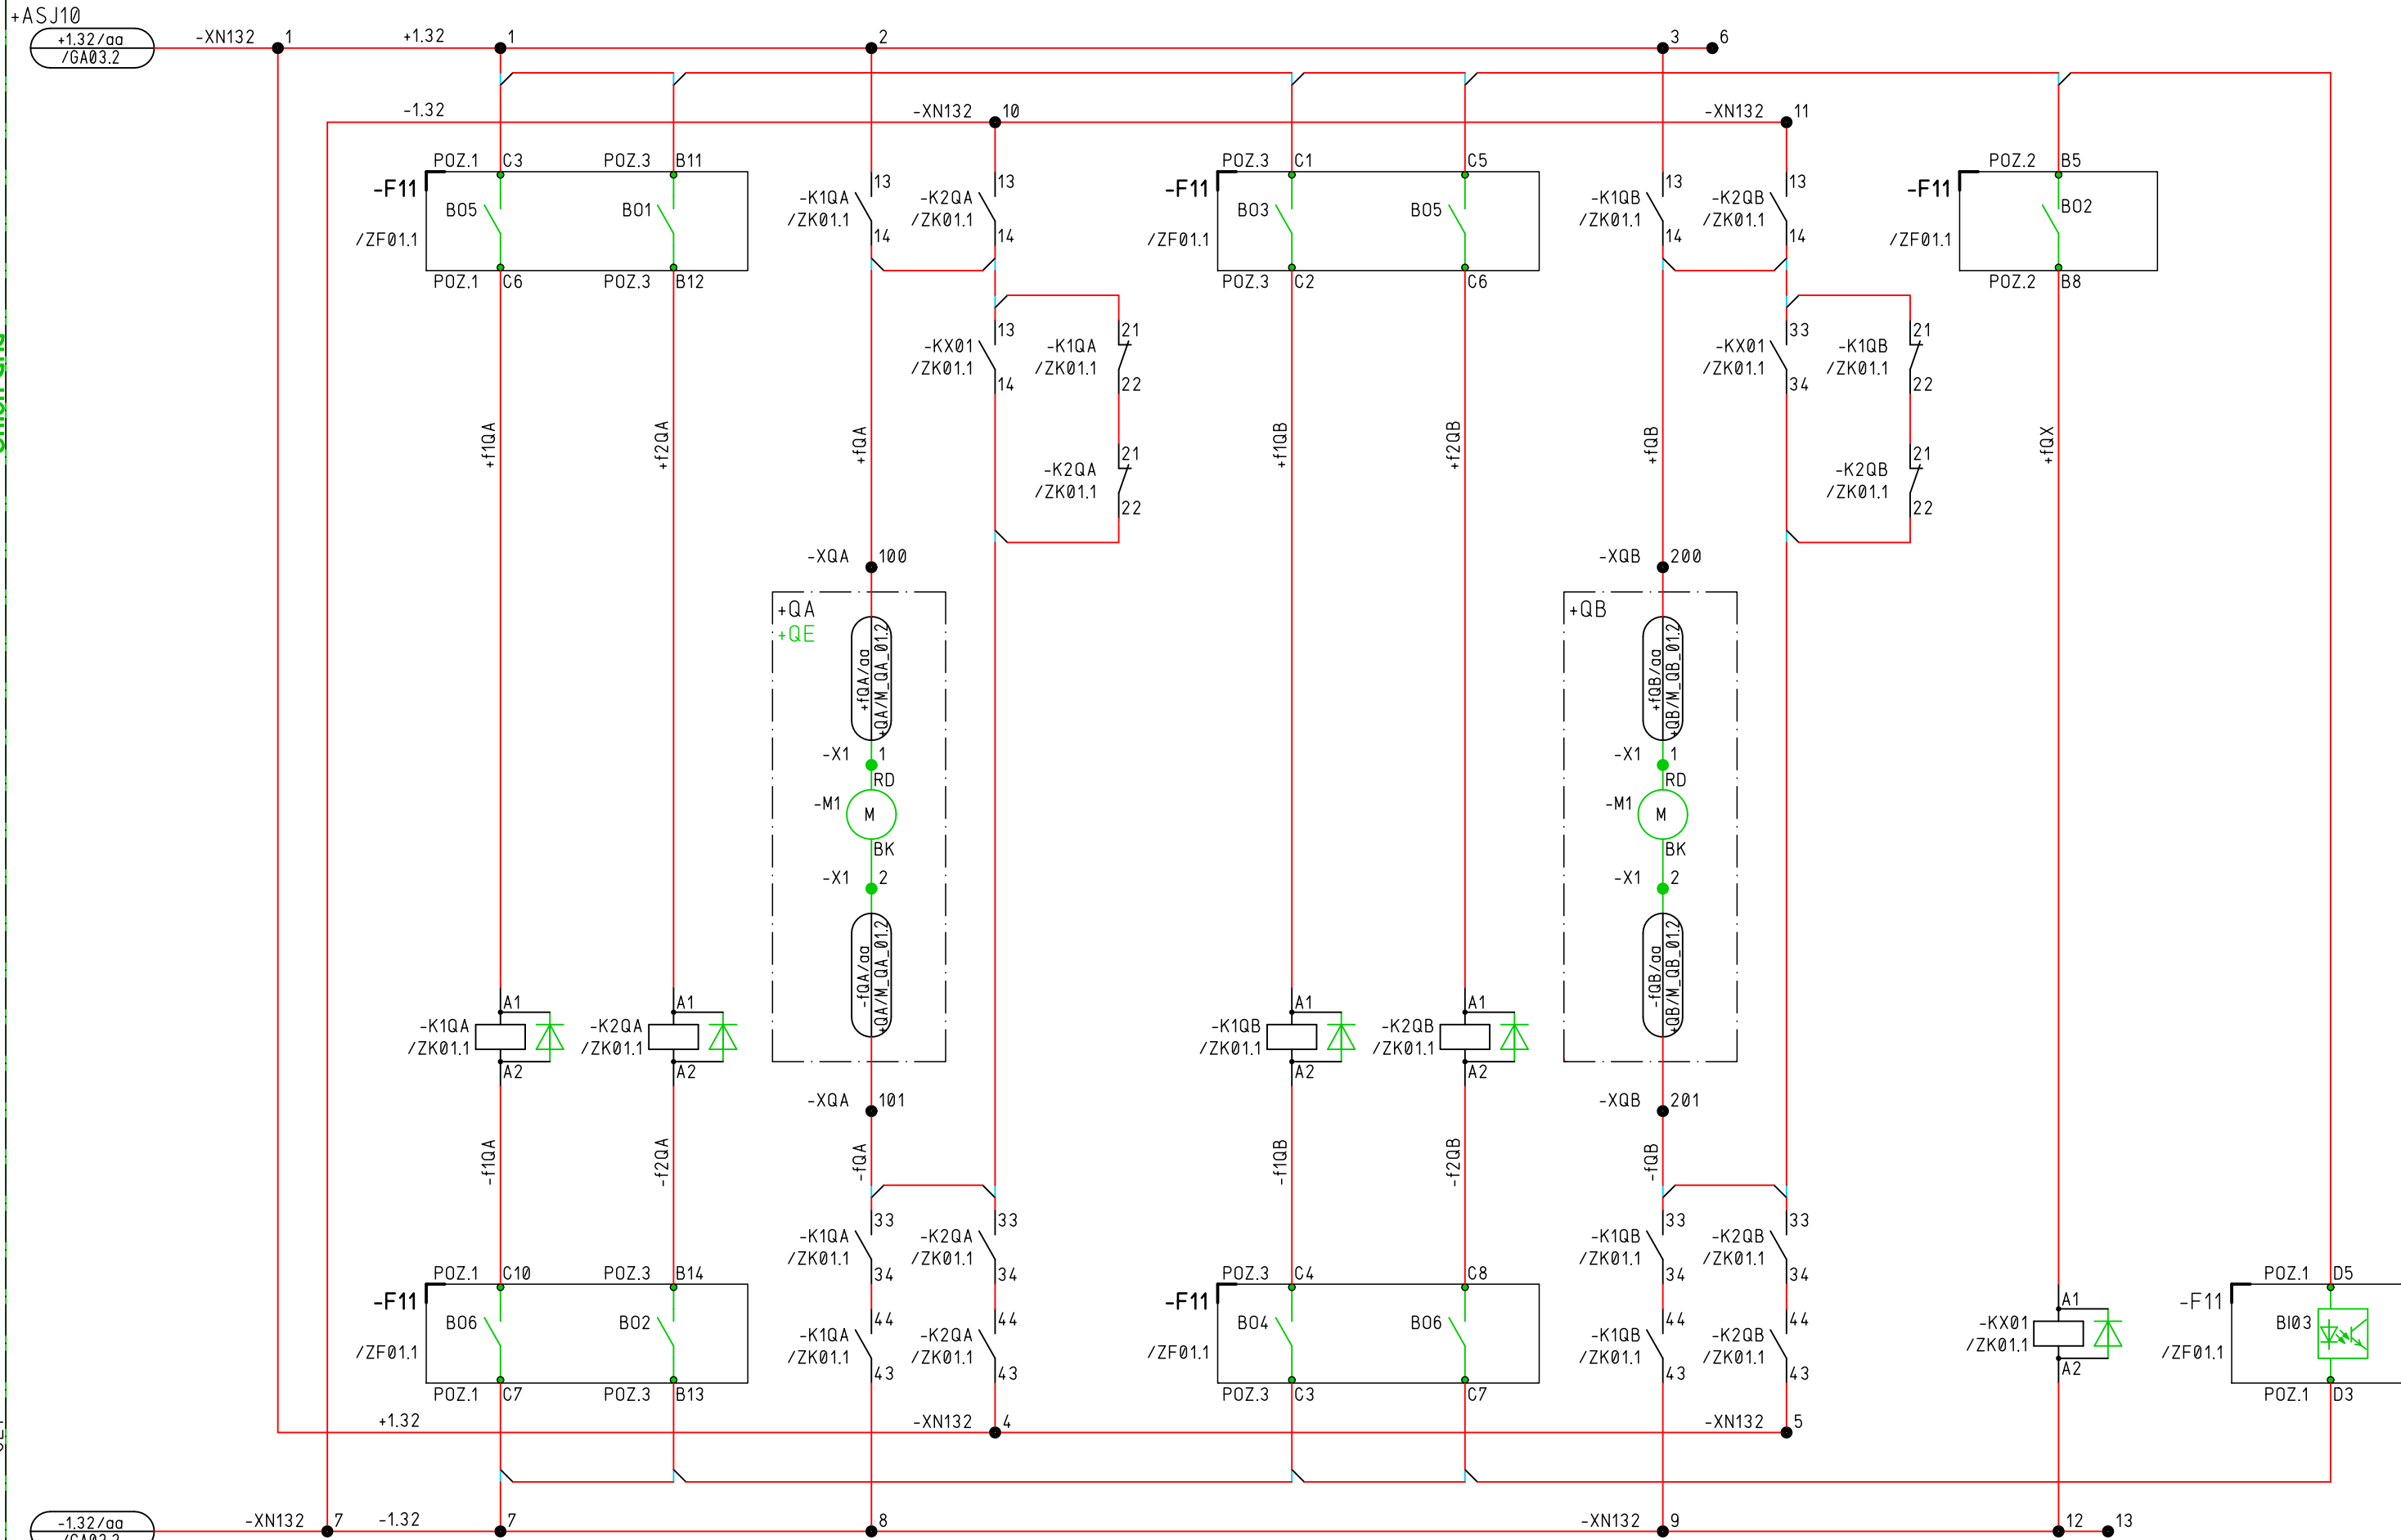 +ASJ10
+1.32/aa
/GA03.2
-XN132 1 +1.32 1 2 3 6
-1.32 -XN132 10 -XN132 11
POZ.1 C3 POZ.3 B11 POZ.3 C1 C5 POZ.2 B5
-F11 BO5 BO1 -K1QA 13 -K2QA 13 -F11 BO3 BO5 -K1QB 13 -K2QB 13 -F11 BO2
/ZF01.1 /ZK01.1 14 /ZK01.1 14 /ZF01.1 /ZK01.1 14 /ZK01.1 14 /ZF01.1
POZ.1 C6 POZ.3 B12 POZ.3 C2 C6 POZ.2 B8
13 21 33 21
-KX01 -K1QA -KX01 -K1QB
/ZK01.1 /ZK01.1 /ZK01.1 /ZK01.1
14 22 34 22
+f1QA +f2QA +fQA +f1QB +f2QB +fQB +fQX
21 21
-K2QA -K2QB
/ZK01.1 /ZK01.1
22 22
-XQA 100 -XQB 200
+QA +QB
+QE
+fQA/aa +QA/M_QA_01.2 +fQB/aa +QB/M_QB_01.2
-X1 1 -X1 1
RD RD
-M1 M -M1 M
BK BK
-X1 2 -X1 2
-fQA/aa +QA/M_QA_01.2 -fQB/aa +QB/M_QB_01.2
A1 A1 A1 A1
-K1QA -K2QA -K1QB -K2QB
/ZK01.1 /ZK01.1 /ZK01.1 /ZK01.1
A2 A2 A2 A2
-XQA 101 -XQB 201
-f1QA -f2QA -fQA -f1QB -f2QB -fQB
33 33 33 33
-K1QA -K2QA -K1QB -K2QB
/ZK01.1 /ZK01.1 /ZK01.1 /ZK01.1
34 34 34 34
POZ.1 C10 POZ.3 B14 POZ.3 C4 C8 POZ.1 D5
-F11 -F11 A1 -F11
BO6 BO2 44 44 BO4 BO6 44 44 -KX01 BI03
-K1QA -K2QA -K1QB -K2QB /ZK01.1
/ZF01.1 /ZK01.1 /ZK01.1 /ZF01.1 /ZK01.1 /ZK01.1 /ZF01.1
43 43 43 43 A2
POZ.1 C7 POZ.3 B13 POZ.3 C3 C7 POZ.1 D3
+1.32 -XN132 4 -XN132 5
-1.32/aa -XN132 7 -1.32 7 8 -XN132 9 12 13